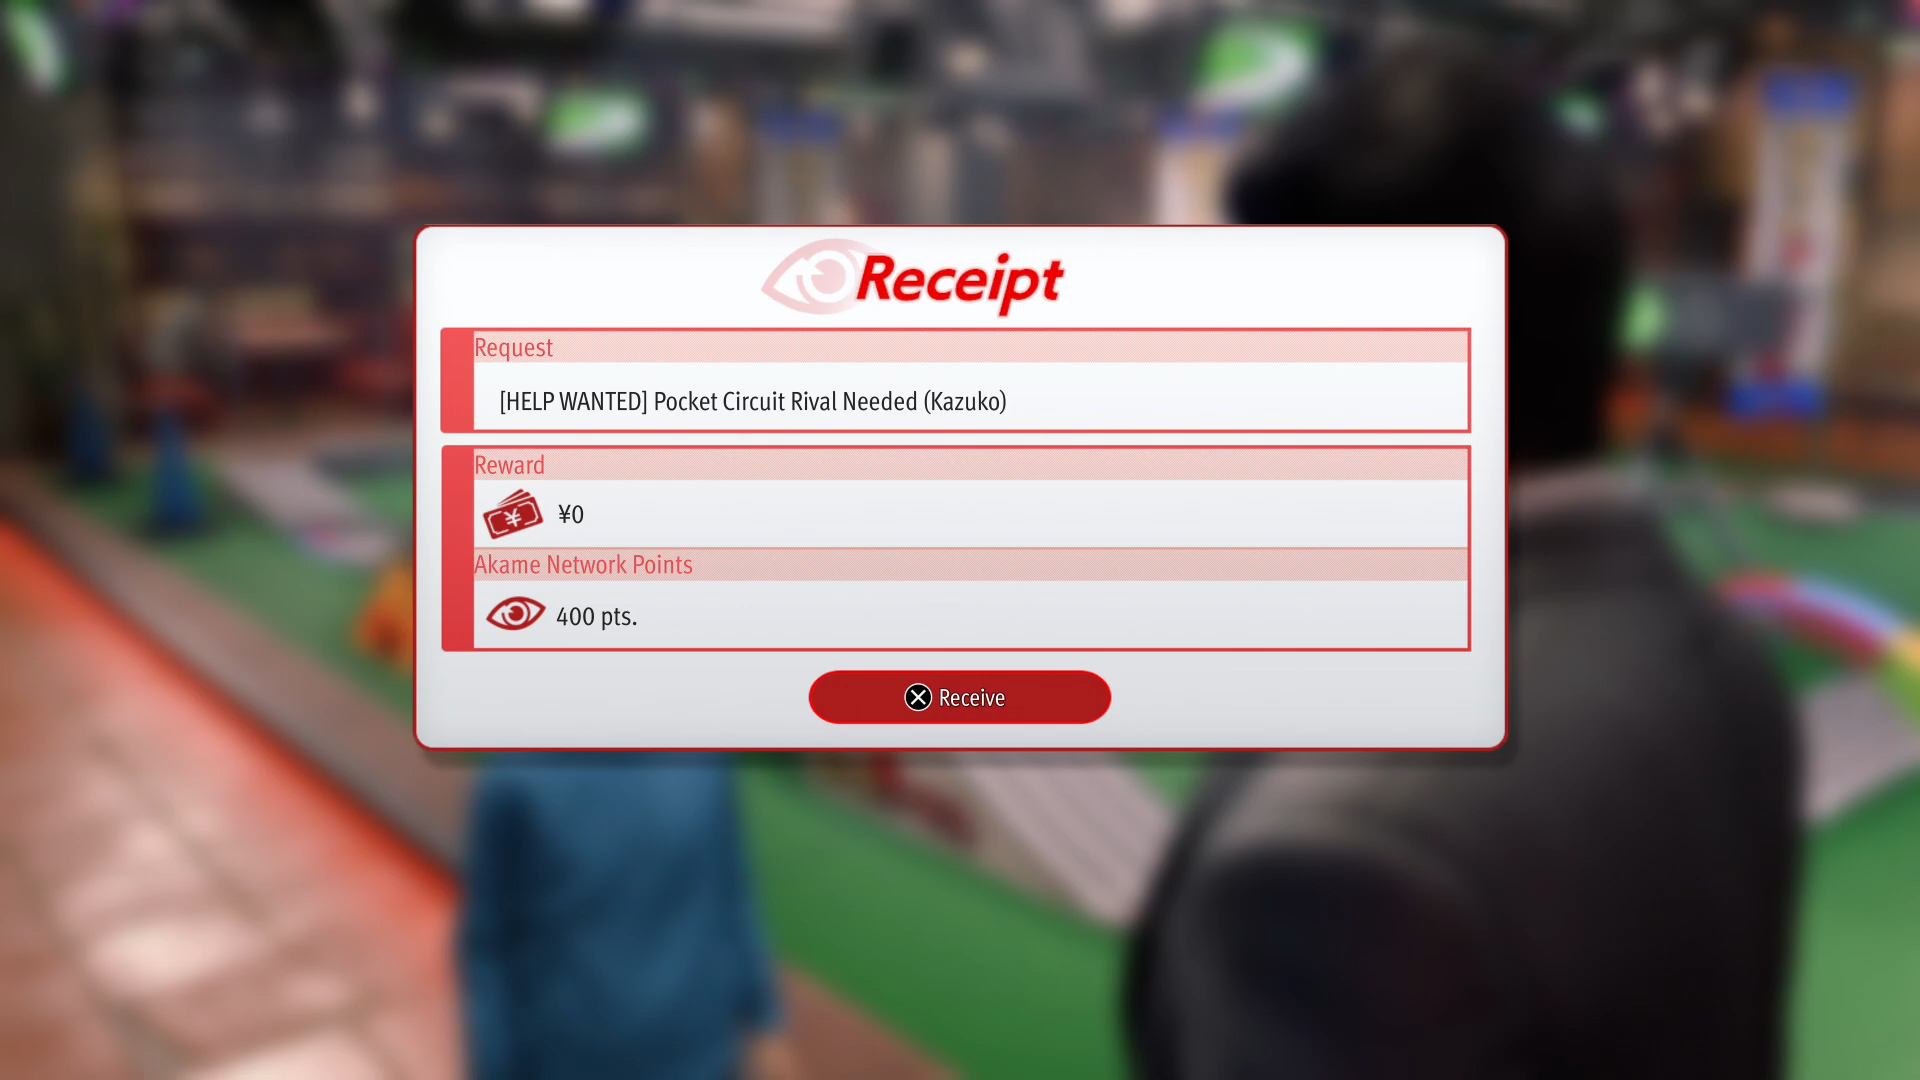 Receipt
Request
[HELP WANTED] Pocket Circuit Rival Needed (Kazuko)
Reward
¥0
Akame Network Points
400 pts.
Receive